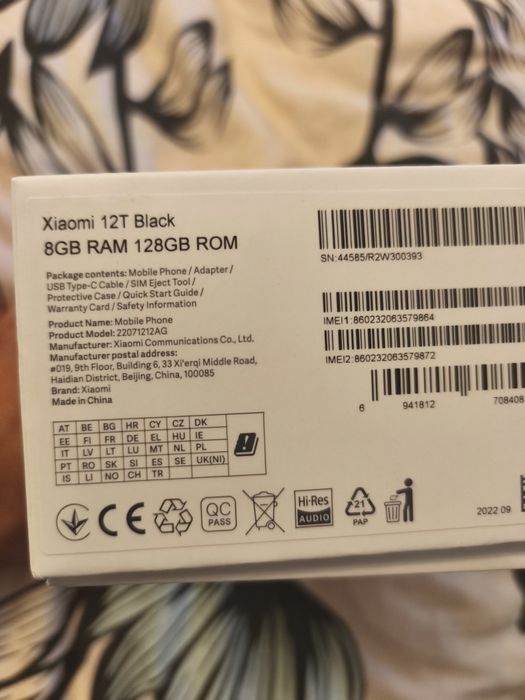 Xiaomi 12T Black
8GB RAM 128GB ROM
Package contents: Mobile Phone / Adapter /
USB Type-C Cable / SIM Eject Tool /
Protective Case / Quick Start Guide /
Warranty Card / Safety Information
Product Name: Mobile Phone
Product Model: 22071212AG
Manufacturer: Xiaomi Communications Co., Ltd.
Manufacturer postal address:
#019, 9th Floor, Building 6, 33 Xi'erqi Middle Road,
Haidian District, Beijing, China, 100085
Brand: Xiaomi
Made in China
SN: 44585/R2W300393
IMEI1:860232063579864
IMEI2:860232063579872
6 941812 708408
AT BE BG HR CY CZ DK
EE FI FR DE EL HU IE
IT LV LT LU MT NL PL
PT RO SK SI ES SE UK(NI)
IS LI NO CH TR
CE
QC
PASS
Hi-Res
AUDIO
21
PAP
2022 09